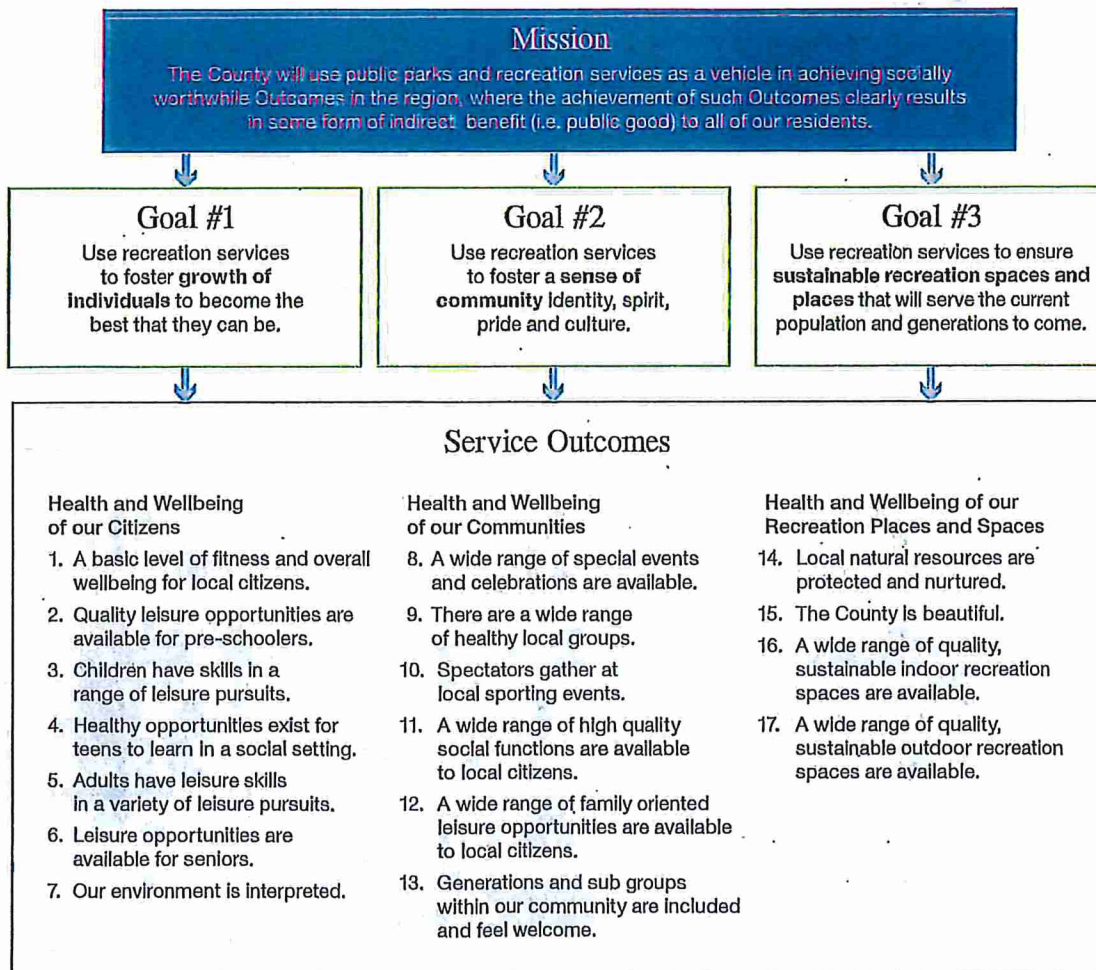 Mission
The County will use public parks and recreation services as a vehicle in achieving socially
worthwhile Outcomes in the region, where the achievement of such Outcomes clearly results
in some form of indirect benefit (i.e. public good) to all of our residents.
Goal #1
Use recreation services
to foster growth of
individuals to become the
best that they can be.
Goal #2
Use recreation services
to foster a sense of
community identity, spirit,
pride and culture.
Goal #3
Use recreation services to ensure
sustainable recreation spaces and
places that will serve the current
population and generations to come.
Service Outcomes
Health and Wellbeing
of our Citizens
1. A basic level of fitness and overall
wellbeing for local citizens.
2. Quality leisure opportunities are
available for pre-schoolers.
3. Children have skills in a
range of leisure pursuits.
4. Healthy opportunities exist for
teens to learn in a social setting.
5. Adults have leisure skills
in a variety of leisure pursuits.
6. Leisure opportunities are
available for seniors.
7. Our environment is interpreted.
Health and Wellbeing
of our Communities
8. A wide range of special events
and celebrations are available.
9. There are a wide range
of healthy local groups.
10. Spectators gather at
local sporting events.
11. A wide range of high quality
social functions are available
to local citizens.
12. A wide range of family oriented
leisure opportunities are available
to local citizens.
13. Generations and sub groups
within our community are included
and feel welcome.
Health and Wellbeing of our
Recreation Places and Spaces
14. Local natural resources are
protected and nurtured.
15. The County is beautiful.
16. A wide range of quality,
sustainable indoor recreation
spaces are available.
17. A wide range of quality,
sustainable outdoor recreation
spaces are available.